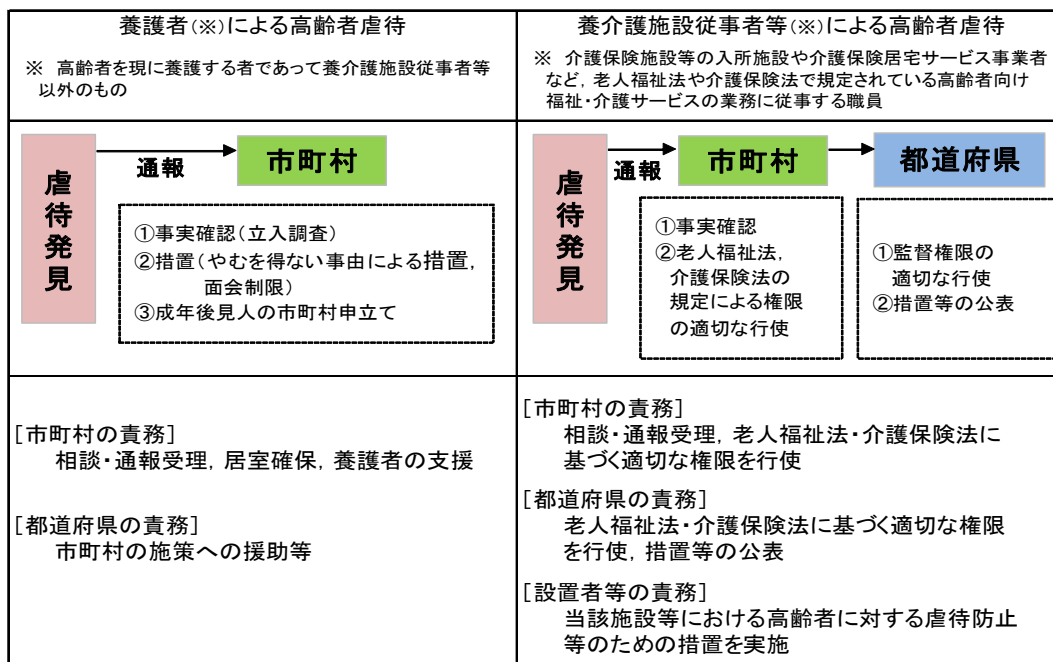 養護者(※)による高齢者虐待
※ 高齢者を現に養護する者であって養介護施設従事者等
以外のもの
養介護施設従事者等(※)による高齢者虐待
※ 介護保険施設等の入所施設や介護保険居宅サービス事業者
など,老人福祉法や介護保険法で規定されている高齢者向け
福祉・介護サービスの業務に従事する職員
虐待発見
通報
市町村
①事実確認(立入調査)
②措置(やむを得ない事由による措置,
面会制限)
③成年後見人の市町村申立て
虐待発見
通報
市町村
都道府県
①事実確認
②老人福祉法,
介護保険法の
規定による権限
の適切な行使
①監督権限の
適切な行使
②措置等の公表
[市町村の責務]
相談・通報受理,居室確保,養護者の支援
[都道府県の責務]
市町村の施策への援助等
[市町村の責務]
相談・通報受理,老人福祉法・介護保険法に
基づく適切な権限を行使
[都道府県の責務]
老人福祉法・介護保険法に基づく適切な権限
を行使,措置等の公表
[設置者等の責務]
当該施設等における高齢者に対する虐待防止
等のための措置を実施